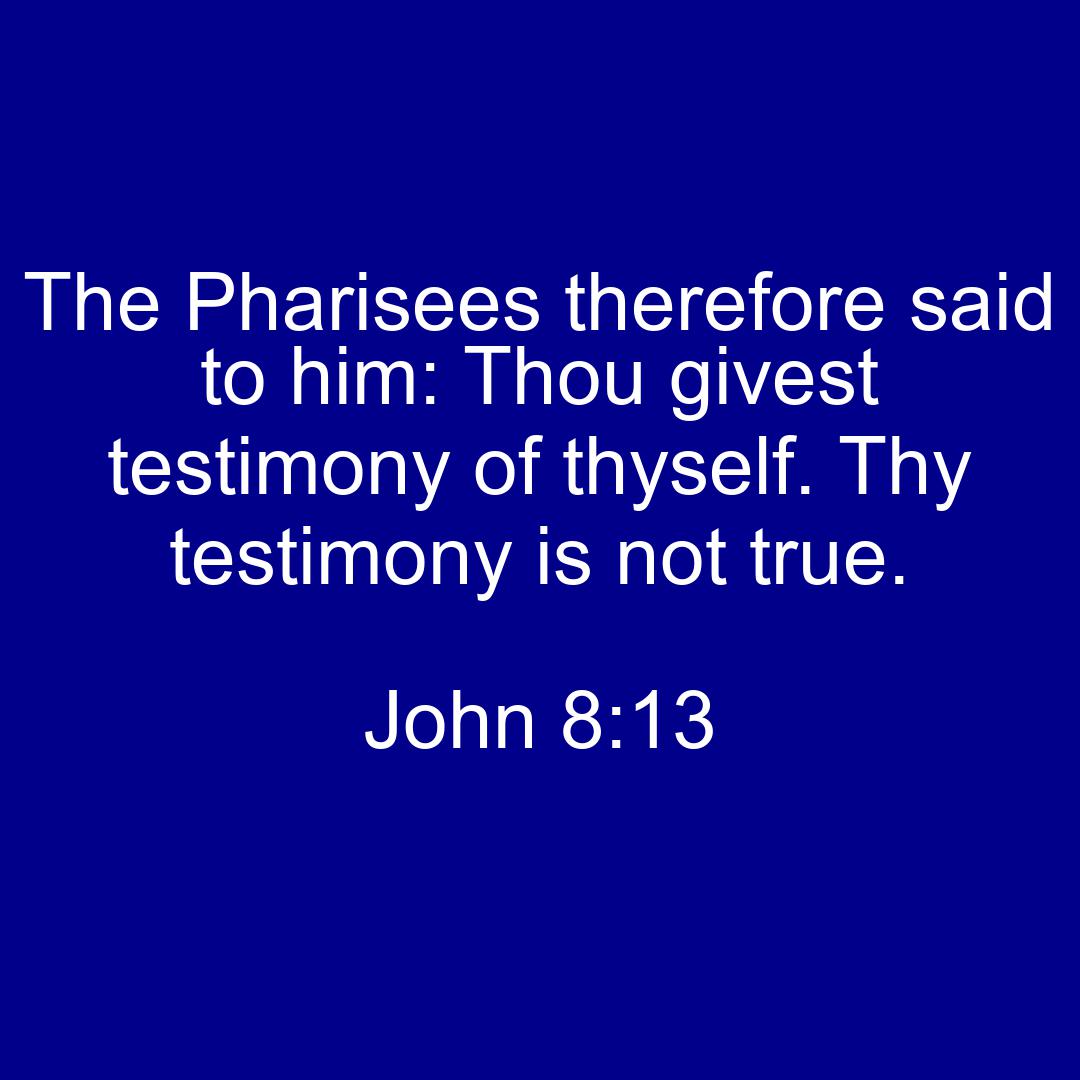 The Pharisees therefore said
to him: Thou givest
testimony of thyself. Thy
testimony is not true.
John 8:13